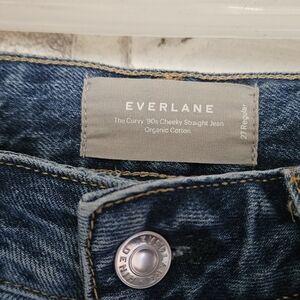 EVERLANE
The Curvy '90s Cheeky Straight Jean
Organic Cotton
27 Regular